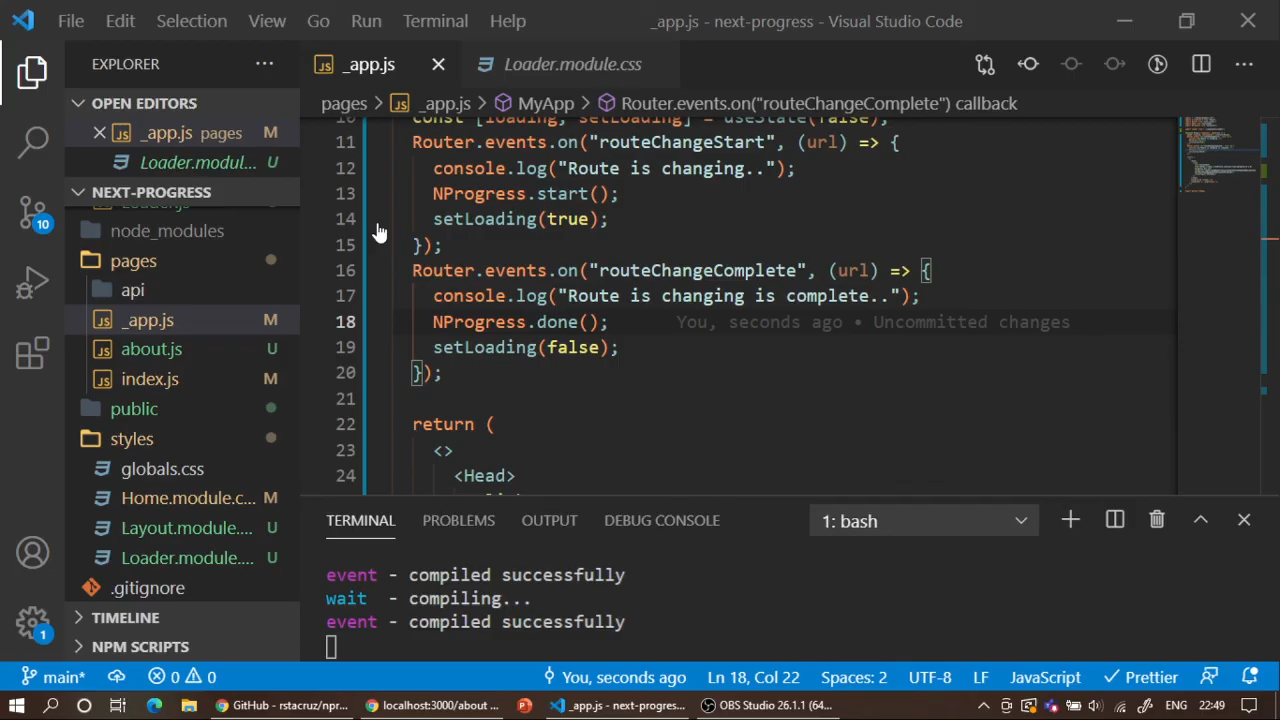 File Edit Selection View Go Run Terminal Help _app.js - next-progress - Visual Studio Code
EXPLORER
OPEN EDITORS
_app.js pages M
Loader.modul... U
NEXT-PROGRESS
node_modules
pages
api
_app.js M
about.js U
index.js M
public
styles
globals.css
Home.module.c... M
Layout.module.... U
Loader.module.... U
.gitignore
TIMELINE
NPM SCRIPTS
10
1
_app.js Loader.module.css
pages > _app.js > MyApp > Router.events.on("routeChangeComplete") callback
10 const [loading, setLoading] = useState(false);
11 Router.events.on("routeChangeStart", (url) => {
12 console.log("Route is changing..");
13 NProgress.start();
14 setLoading(true);
15 });
16 Router.events.on("routeChangeComplete", (url) => {
17 console.log("Route is changing is complete..");
18 NProgress.done(); You, seconds ago • Uncommitted changes
19 setLoading(false);
20 });
21
22 return (
23 <>
24 <Head>
TERMINAL PROBLEMS OUTPUT DEBUG CONSOLE 1: bash
event - compiled successfully
wait - compiling...
event - compiled successfully
main* 0 0 You, seconds ago Ln 18, Col 22 Spaces: 2 UTF-8 LF JavaScript Prettier
GitHub - rstacruz/npr... localhost:3000/about ... _app.js - next-progres... OBS Studio 26.1.1 (64... ENG 22:49